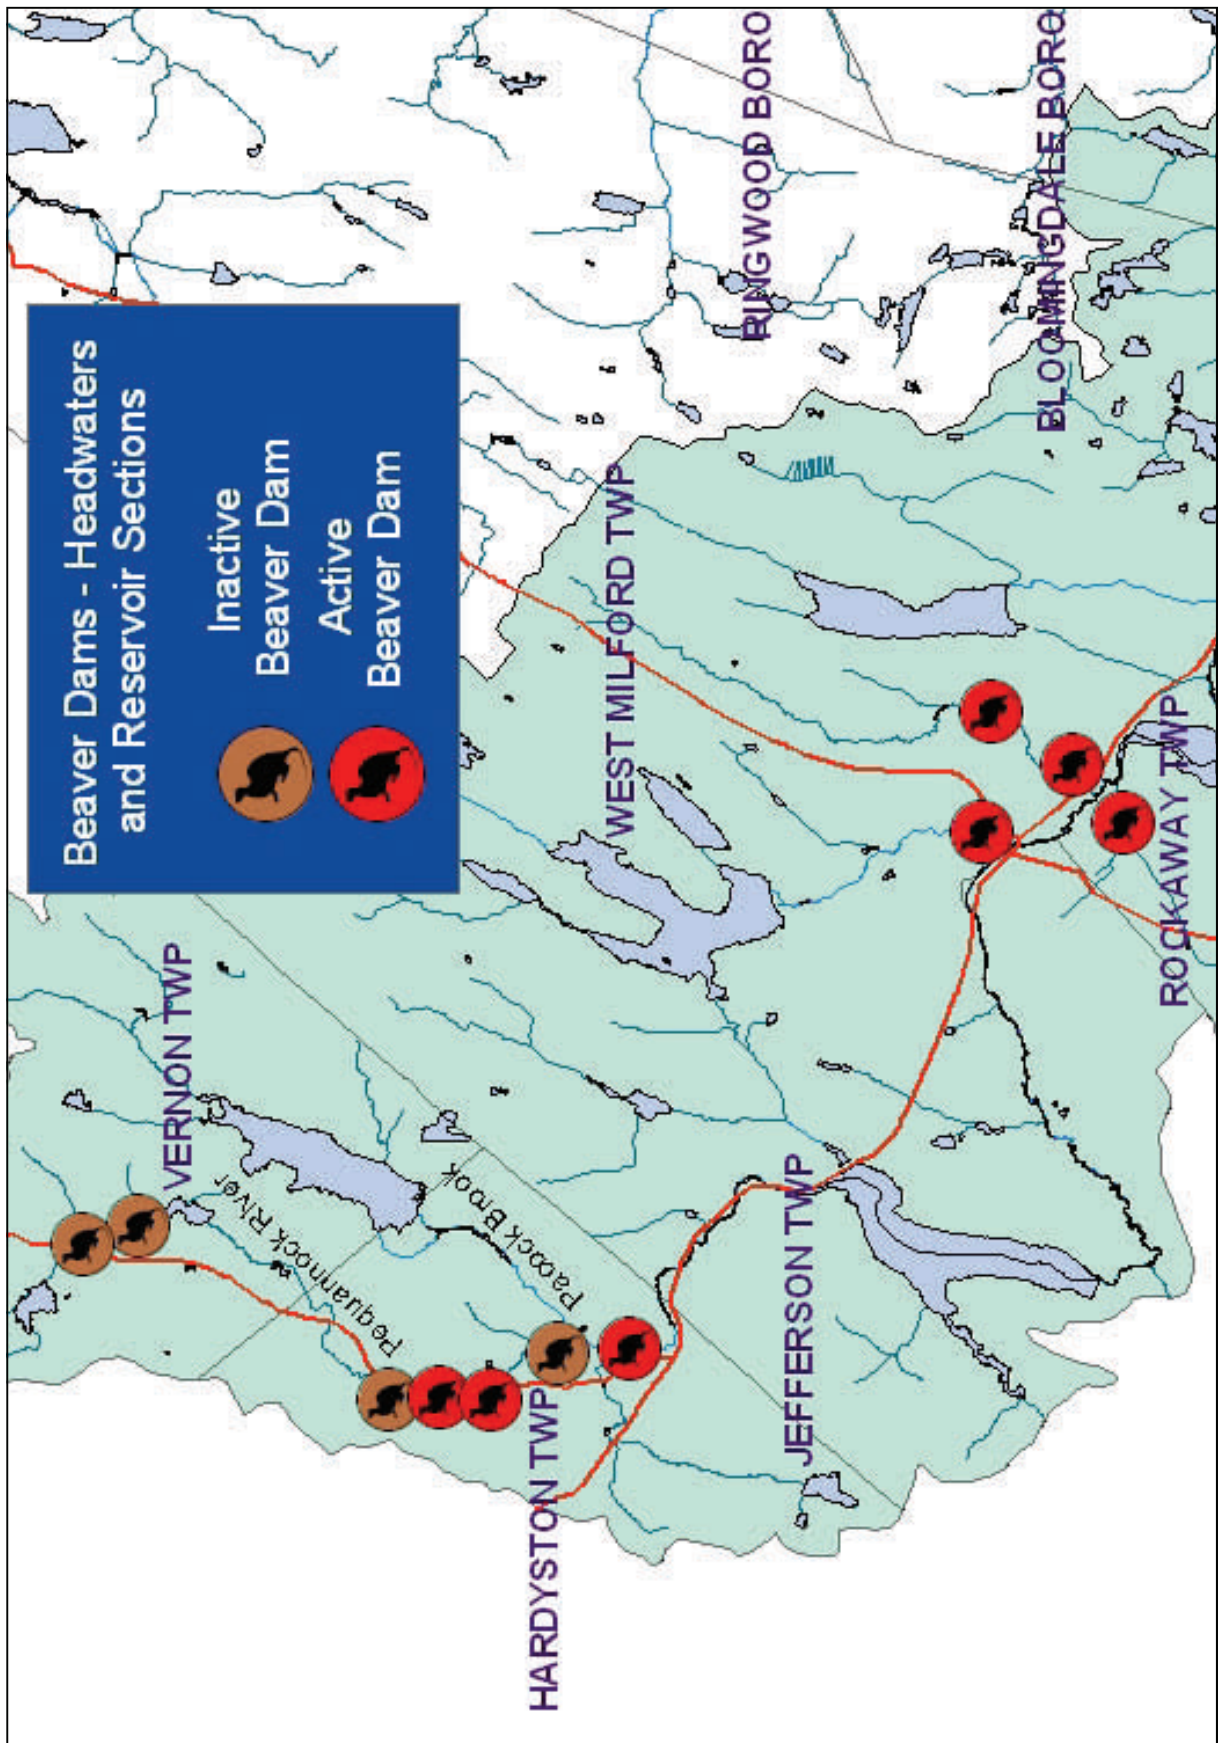 Beaver Dams - Headwaters
and Reservoir Sections
Inactive
Beaver Dam
Active
Beaver Dam
VERNON TWP
Pequannock River
Pacock Brook
HARDYSTON TWP
WEST MILFORD TWP
RINGWOOD BORO
JEFFERSON TWP
BLOOMINGDALE BORO
ROCKAWAY TWP